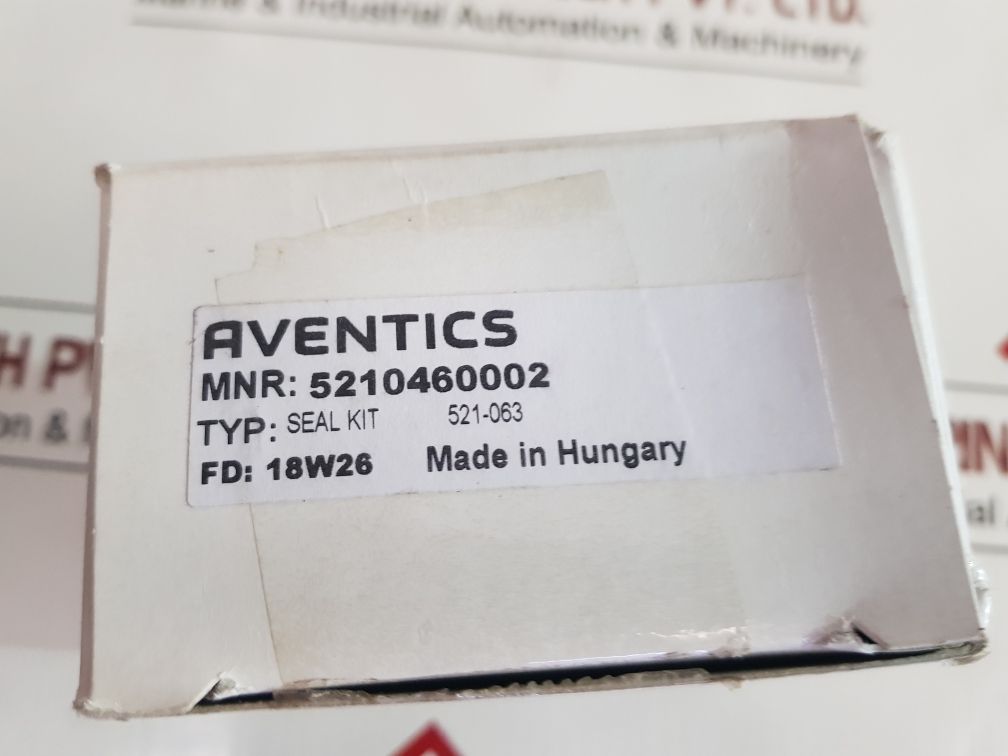 & Industrial Automation & Machinery
AVENTICS
MNR: 5210460002
TYP: SEAL KIT 521-063
FD: 18W26 Made in Hungary